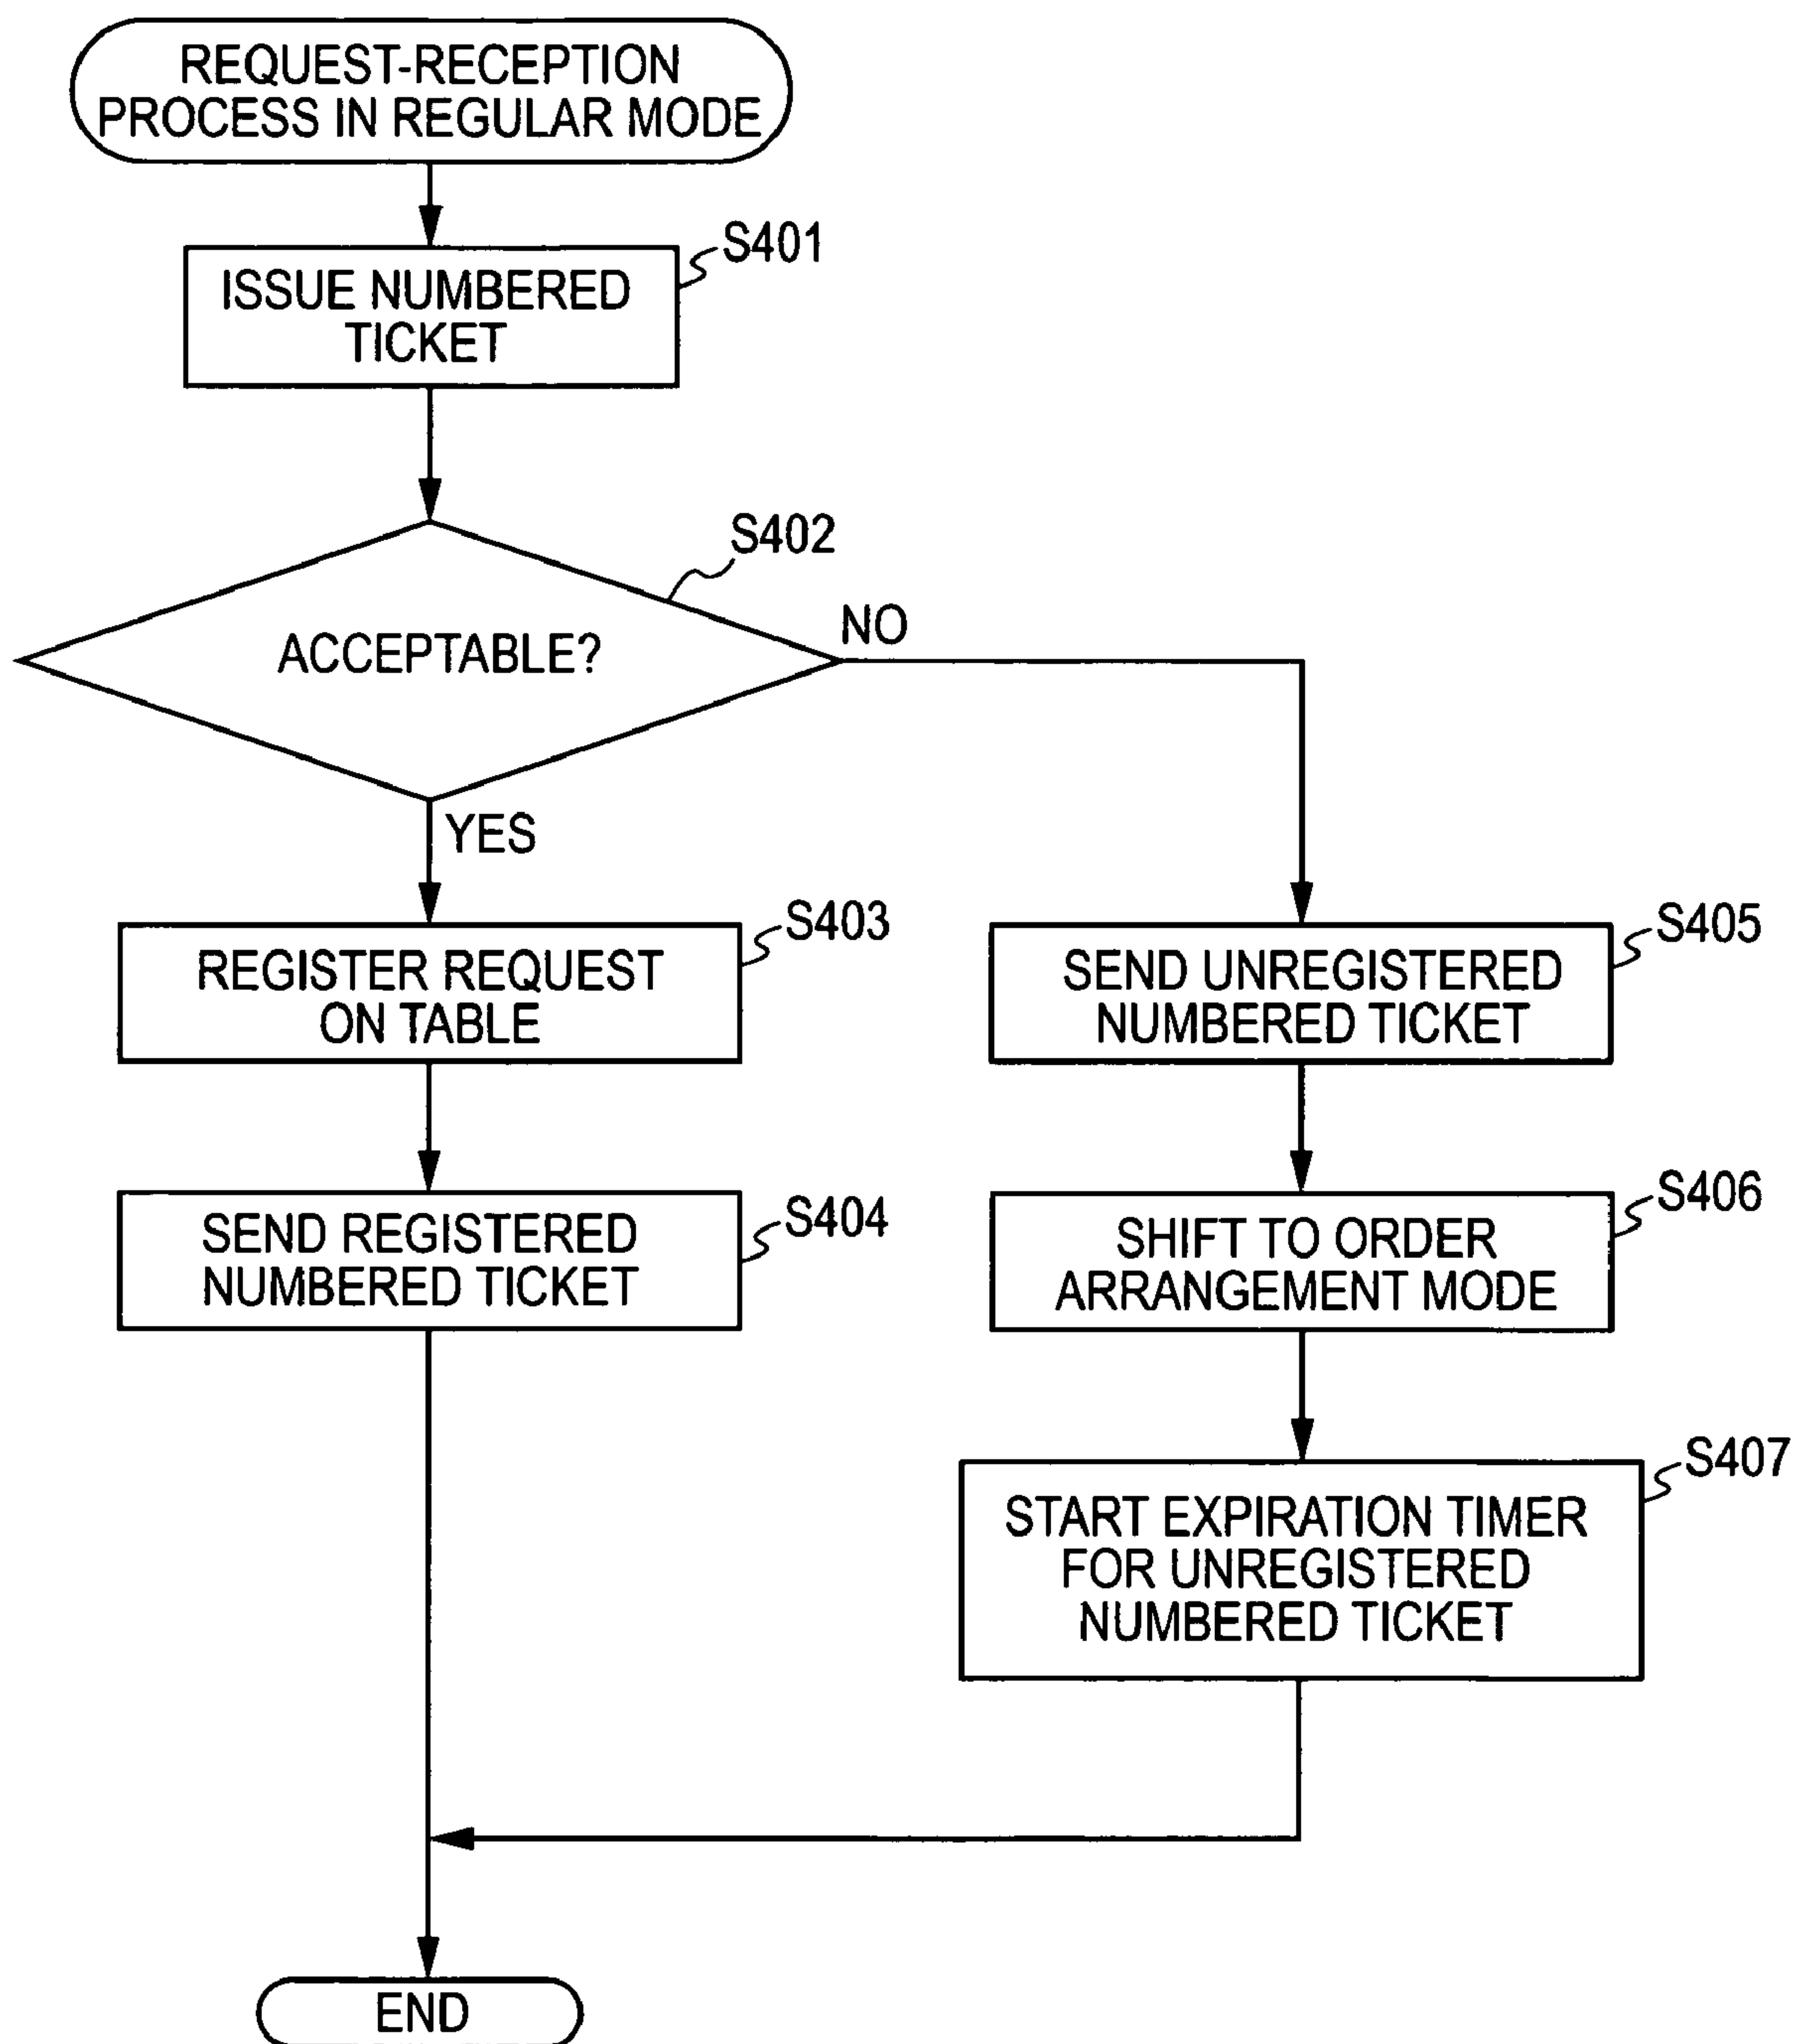 REQUEST-RECEPTION
PROCESS IN REGULAR MODE
S401
ISSUE NUMBERED
TICKET
S402
ACCEPTABLE?
NO
YES
S403
REGISTER REQUEST
ON TABLE
S405
SEND UNREGISTERED
NUMBERED TICKET
S404
SEND REGISTERED
NUMBERED TICKET
S406
SHIFT TO ORDER
ARRANGEMENT MODE
S407
START EXPIRATION TIMER
FOR UNREGISTERED
NUMBERED TICKET
END